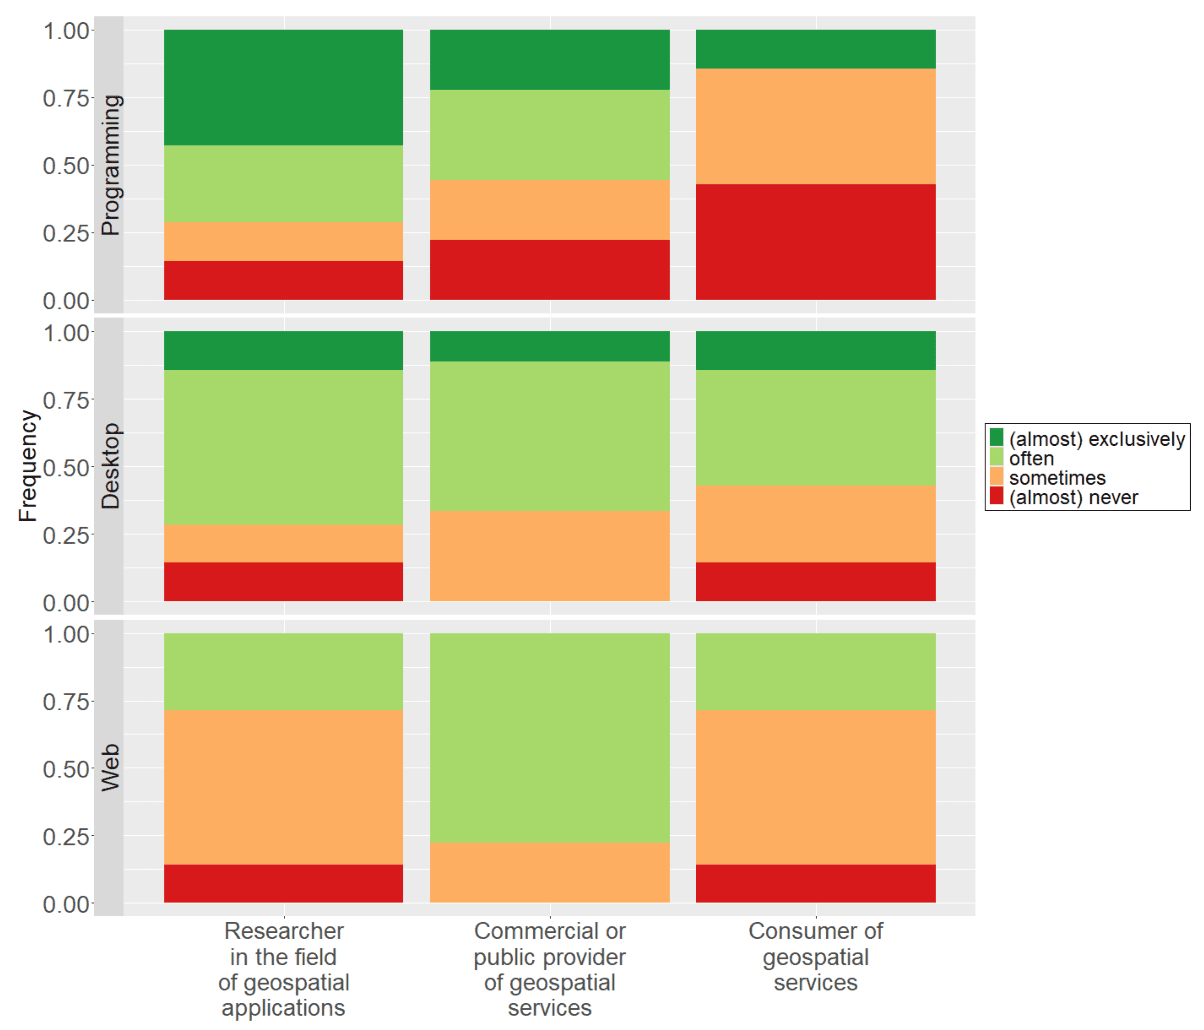 Frequency
Programming
1.00
0.75
0.50
0.25
0.00
Desktop
1.00
0.75
0.50
0.25
0.00
Web
1.00
0.75
0.50
0.25
0.00
Researcher
in the field
of geospatial
applications
Commercial or
public provider
of geospatial
services
Consumer of
geospatial
services
(almost) exclusively
often
sometimes
(almost) never